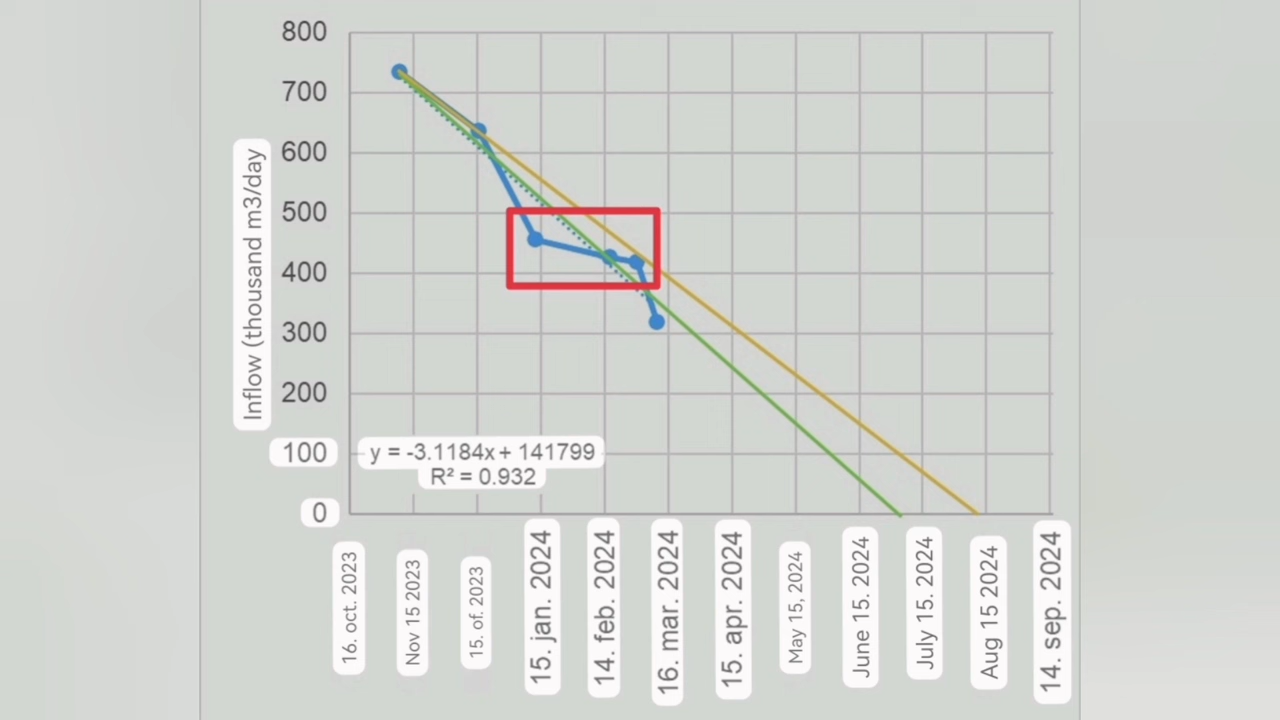 800
700
600
500
400
300
200
100
0
Inflow (thousand m3/day
y = -3.1184x + 141799
R² = 0.932
16. oct. 2023
Nov 15 2023
15. of. 2023
15. jan. 2024
14. feb. 2024
16. mar. 2024
15. apr. 2024
May 15, 2024
June 15. 2024
July 15. 2024
Aug 15 2024
14. sep. 2024